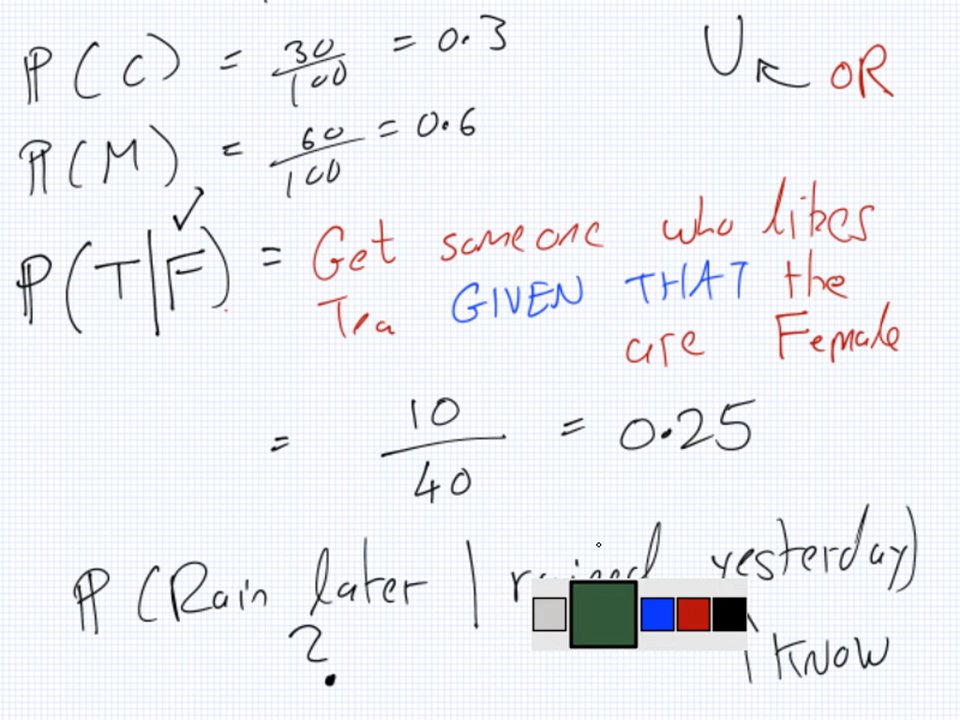 P(C) = 30/100 = 0.3
U ↖ OR
P(M) = 60/100 = 0.6
P(T|F) = Get someone who likes
Tea GIVEN THAT the
are Female
= 10/40 = 0.25
P(Rain later | rained yesterday)
? I KNOW